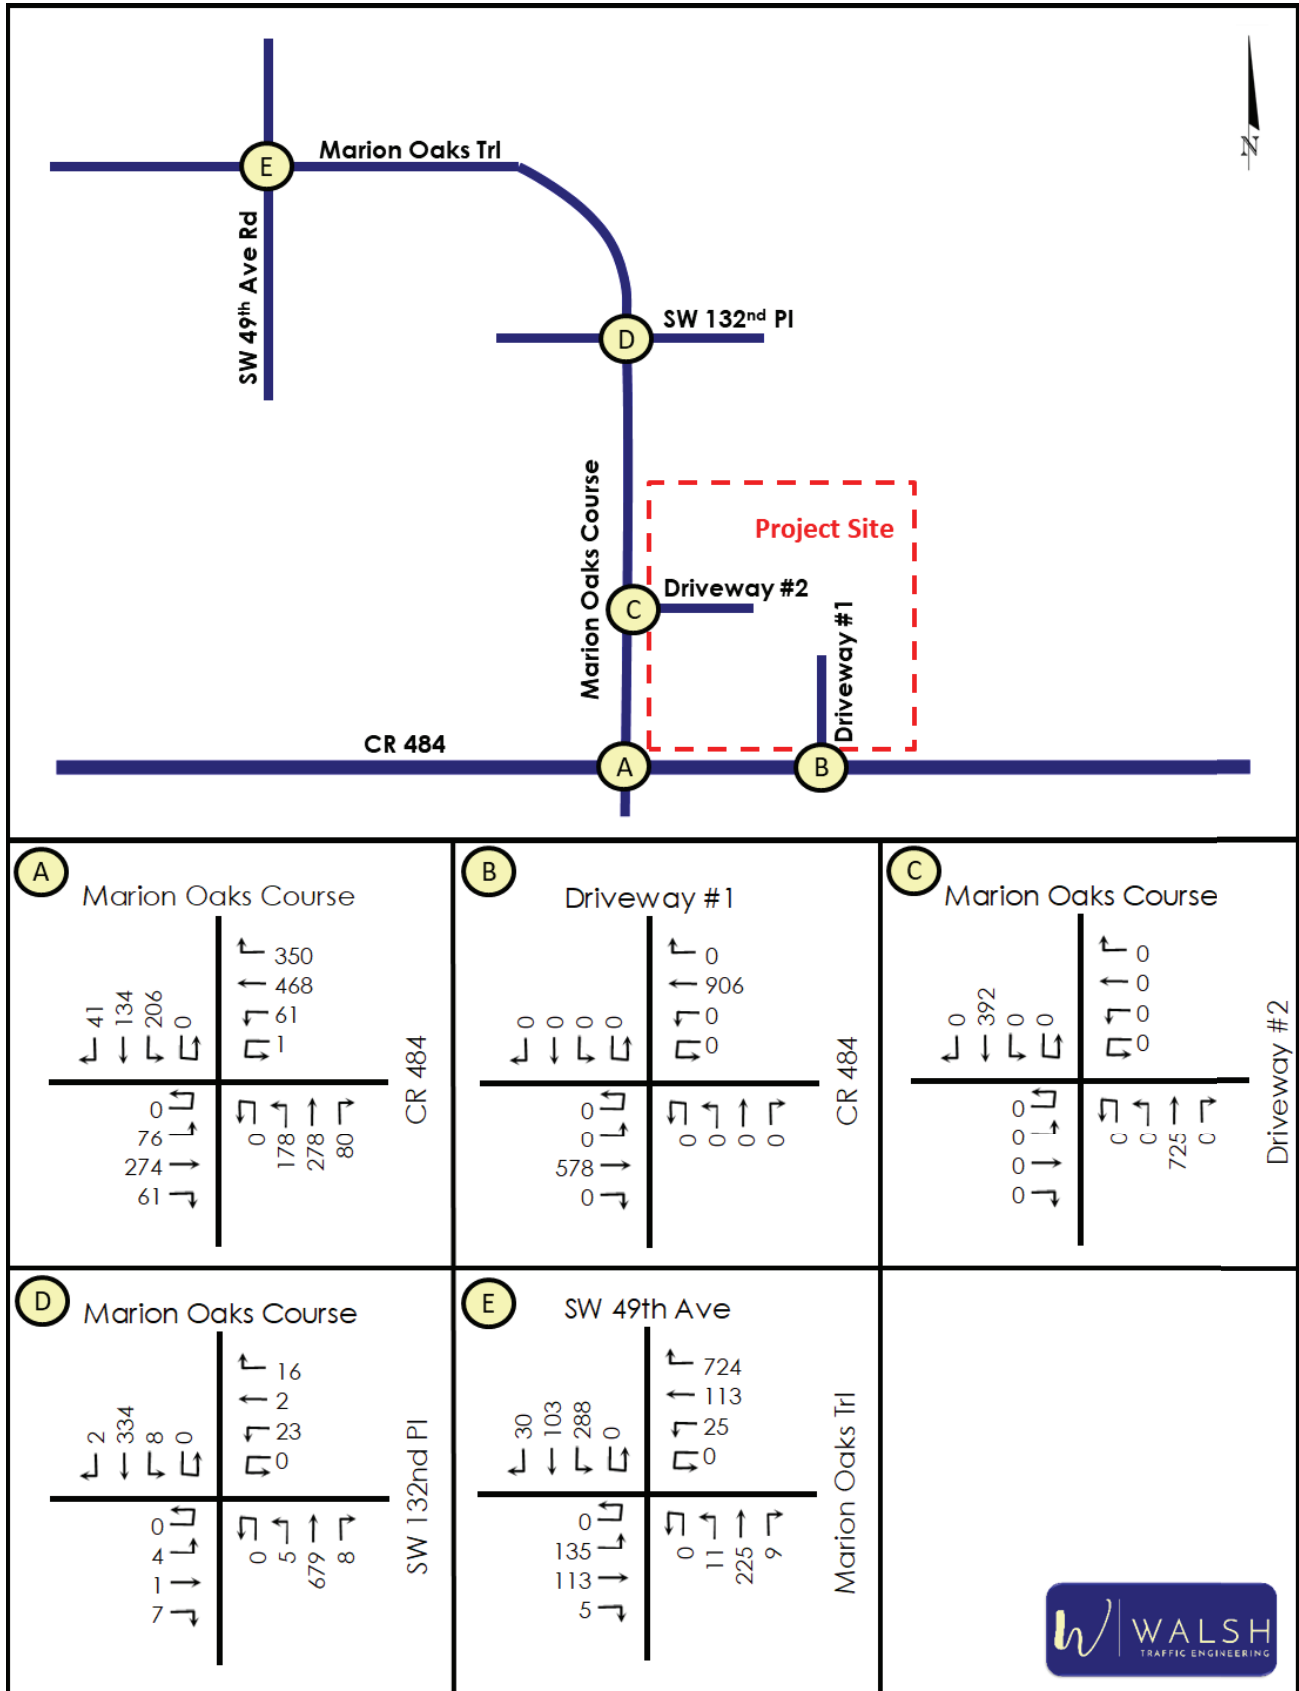 N
Marion Oaks Trl
E
SW 49th Ave Rd
SW 132nd Pl
D
Marion Oaks Course
Project Site
Driveway #2
C
Driveway #1
CR 484
A
B
A
Marion Oaks Course
350
468
61
1
41
134
206
0
0
76
274
61
0
178
278
80
CR 484
B
Driveway #1
0
906
0
0
0
0
0
0
0
0
578
0
0
0
0
0
CR 484
C
Marion Oaks Course
0
0
0
0
0
392
0
0
0
0
0
0
0
0
725
0
Driveway #2
D
Marion Oaks Course
16
2
23
0
2
334
8
0
0
4
1
7
0
5
679
8
SW 132nd Pl
E
SW 49th Ave
724
113
25
0
30
103
288
0
0
135
113
5
0
11
225
9
Marion Oaks Trl
W
WALSH
TRAFFIC ENGINEERING